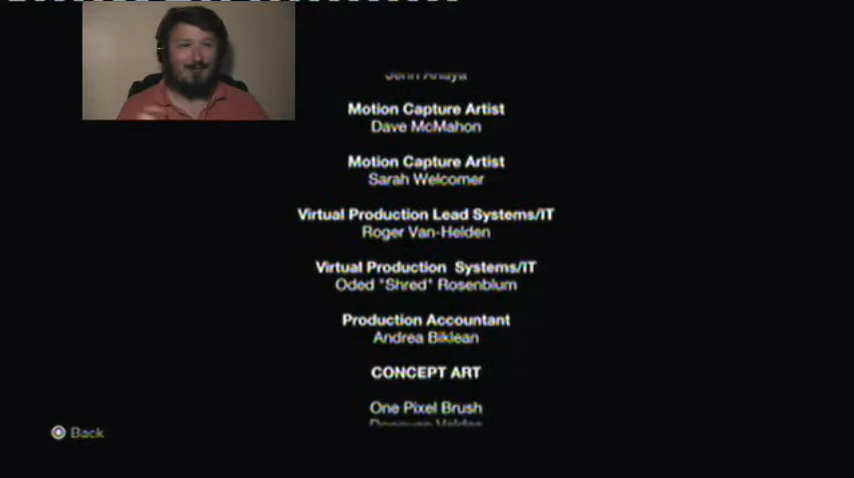 Motion Capture Artist
Dave McMahon
Motion Capture Artist
Sarah Welcomer
Virtual Production Lead Systems/IT
Roger Van-Helden
Virtual Production Systems/IT
Oded "Shred" Rosenblum
Production Accountant
Andrea Biklean
CONCEPT ART
One Pixel Brush
Back